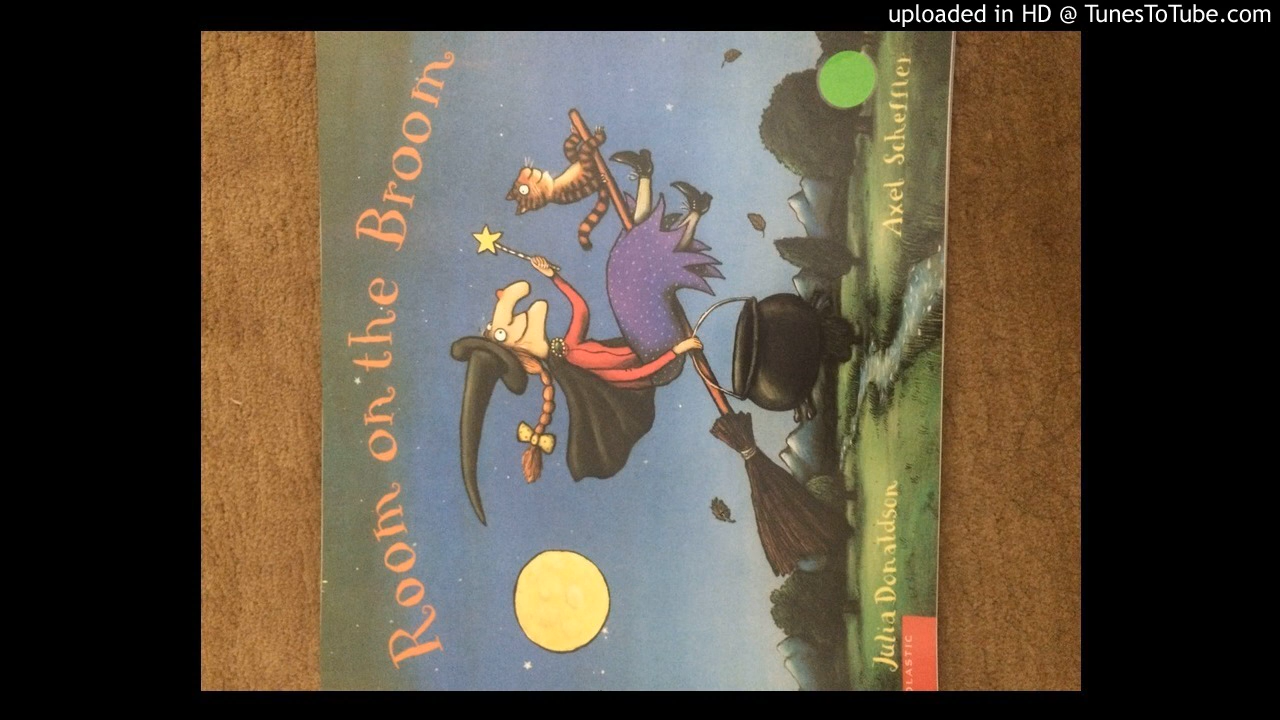 uploaded in HD @ TunesToTube.com
Room on the Broom
Julia Donaldson
Axel Scheffler